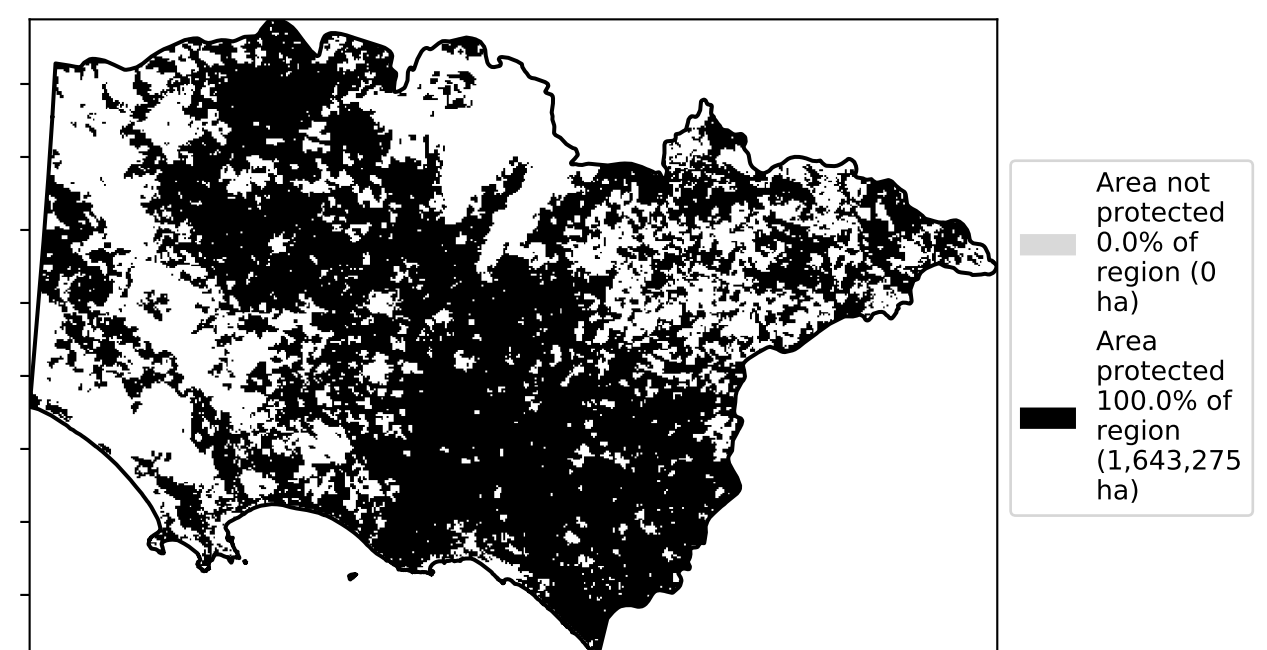 Area not
protected
0.0% of
region (0
ha)
Area
protected
100.0% of
region
(1,643,275
ha)